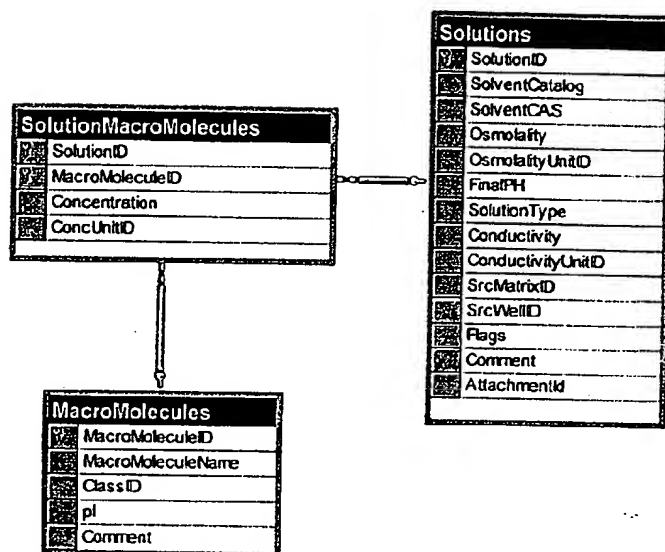 Solutions
SolutionID
SolventCatalog
SolventCAS
Osmolality
OsmolalityUnitID
FinalPH
SolutionType
Conductivity
ConductivityUnitID
SrcMatrixID
SrcWellID
Flags
Comment
AttachmentId
SolutionMacroMolecules
SolutionID
MacroMoleculeID
Concentration
ConcUnitID
MacroMolecules
MacroMoleculeID
MacroMoleculeName
ClassID
pI
Comment